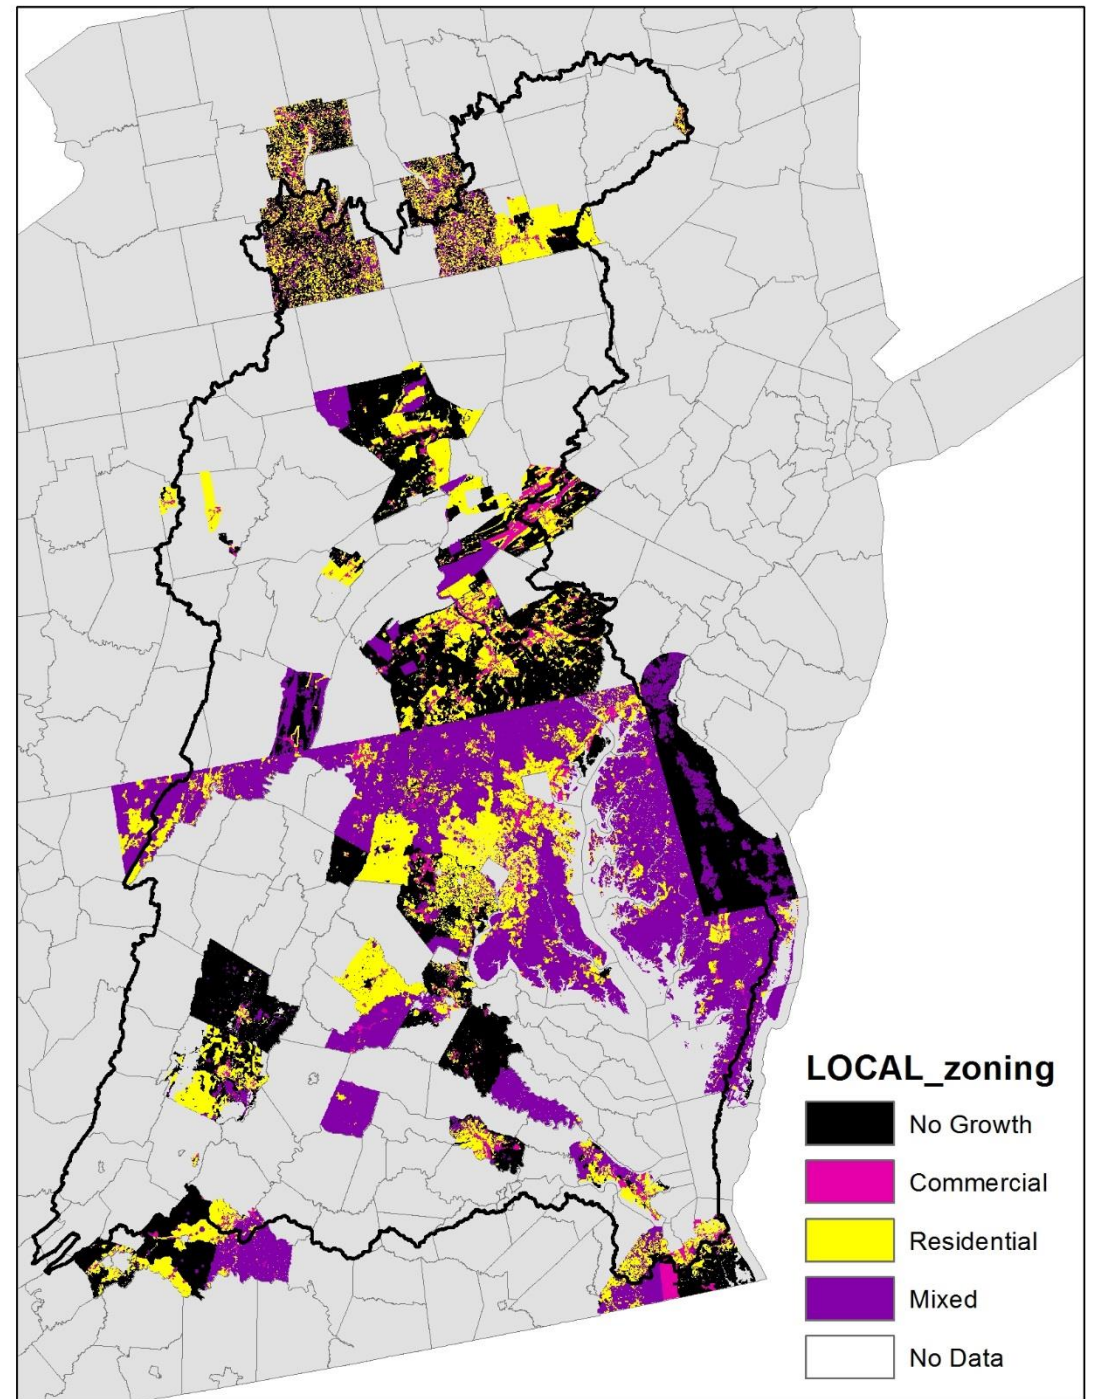 LOCAL_zoning
No Growth
Commercial
Residential
Mixed
No Data